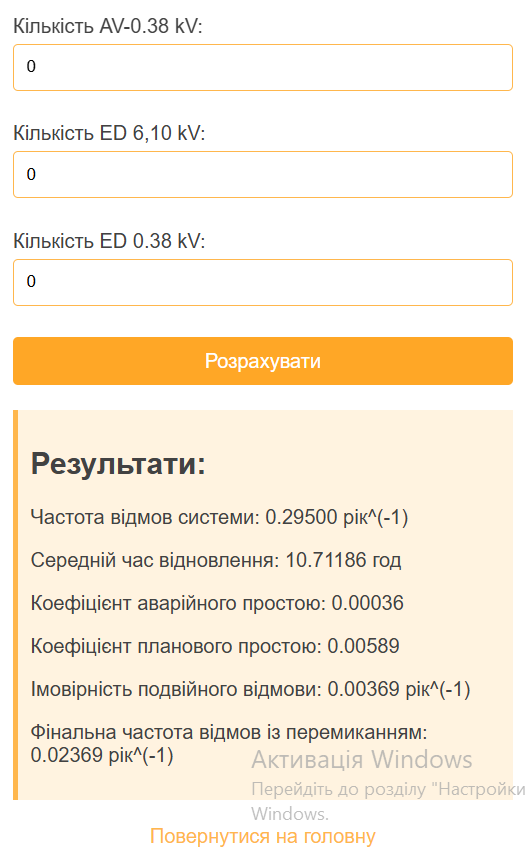 Кількість AV-0.38 kV:
0
Кількість ED 6,10 kV:
0
Кількість ED 0.38 kV:
0
Розрахувати
Результати:
Частота відмов системи: 0.29500 рік^(-1)
Середній час відновлення: 10.71186 год
Коефіцієнт аварійного простою: 0.00036
Коефіцієнт планового простою: 0.00589
Імовірність подвійного відмови: 0.00369 рік^(-1)
Фінальна частота відмов із перемиканням:
0.02369 рік^(-1)
Активація Windows
Перейдіть до розділу "Настройки
Windows.
Повернутися на головну